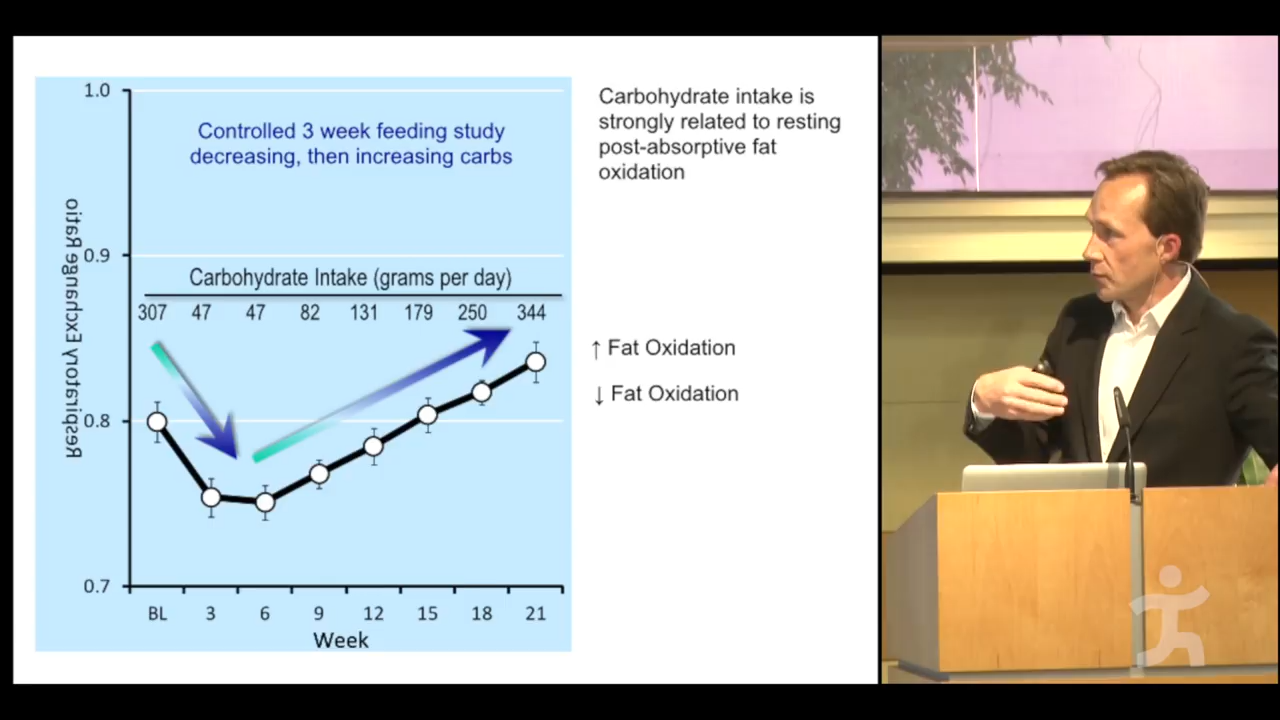 1.0
Controlled 3 week feeding study
decreasing, then increasing carbs
Respiratory Exchange Ratio
0.9
Carbohydrate Intake (grams per day)
307 47 47 82 131 179 250 344
0.8
0.7
BL 3 6 9 12 15 18 21
Week
Carbohydrate intake is
strongly related to resting
post-absorptive fat
oxidation
↑ Fat Oxidation
↓ Fat Oxidation